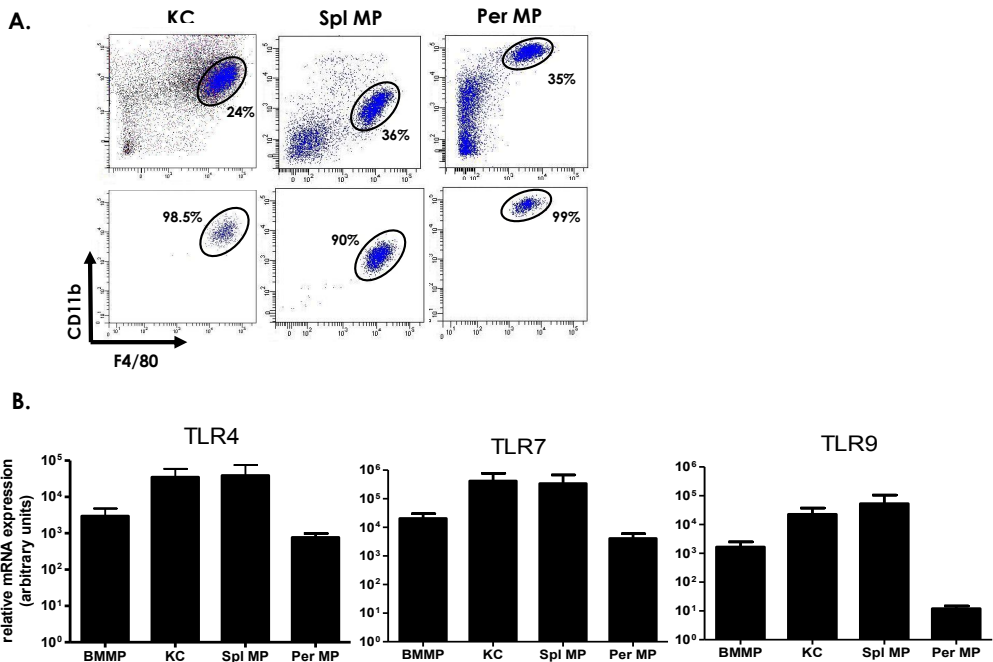 A.
KC
Spl MP
Per MP
24%
36%
35%
98.5%
90%
99%
CD11b
F4/80
B.
TLR4
TLR7
TLR9
relative mRNA expression
(arbitrary units)
10⁵
10⁴
10³
10²
10¹
10⁰
BMMP KC Spl MP Per MP
10⁶
10⁵
10⁴
10³
10²
10¹
10⁰
BMMP KC Spl MP Per MP
10⁶
10⁵
10⁴
10³
10²
10¹
10⁰
BMMP KC Spl MP Per MP